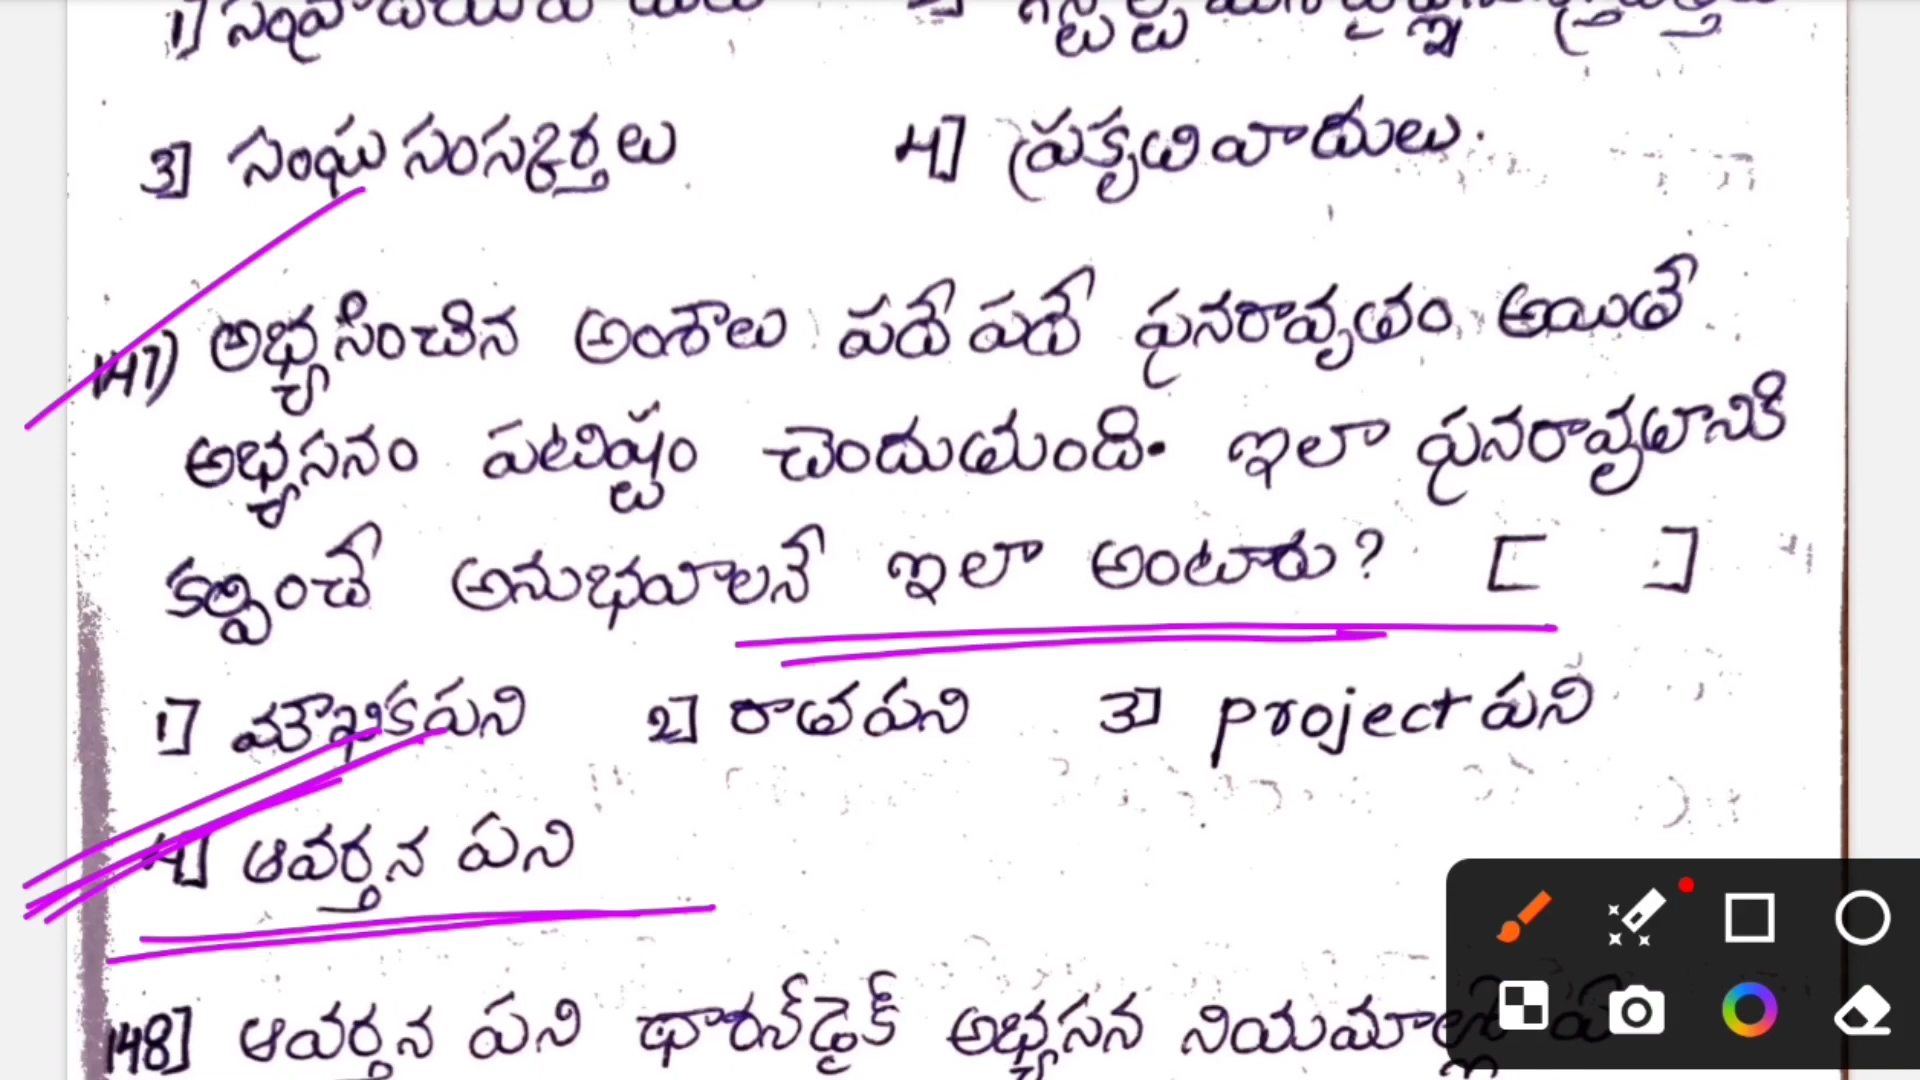 3] సంఘ సంస్కర్తలు 4] ప్రకృతివాదులు.
147) అభ్యసించిన అంశాలు పదే పదే పునరావృతం అయితే
అభ్యసనం పటిష్టం చెందుతుంది. ఇలా పునరావృతానికి
కల్పించే అనుభవాలనే ఇలా అంటారు? [ ]
1] మౌఖికపని 2] రాతపని 3] project పని
4] ఆవర్తన పని
148] ఆవర్తన పని థారన్‌డైక్ అభ్యసన